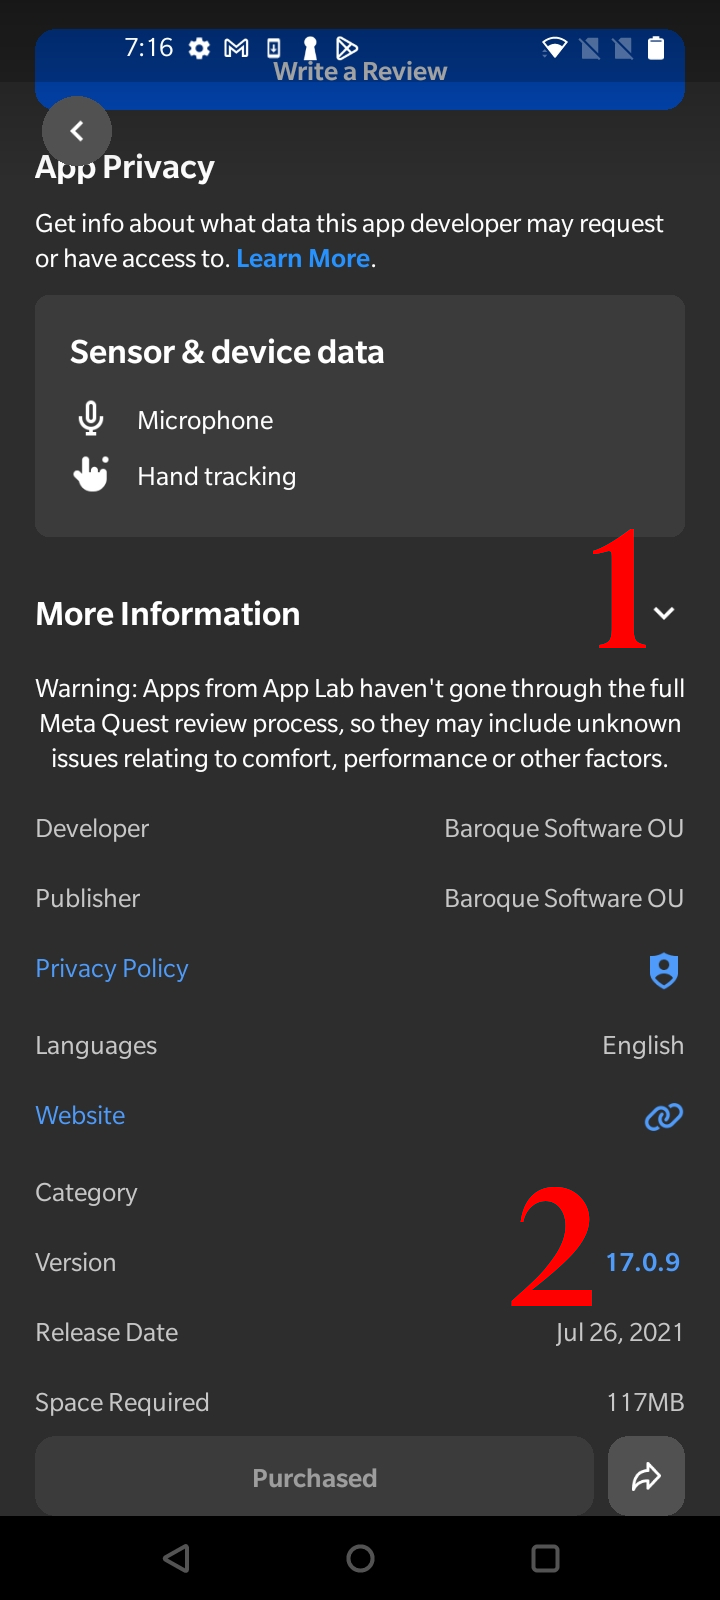 7:16
Write a Review
App Privacy
Get info about what data this app developer may request
or have access to. Learn More.
Sensor & device data
Microphone
Hand tracking
1
More Information
Warning: Apps from App Lab haven't gone through the full
Meta Quest review process, so they may include unknown
issues relating to comfort, performance or other factors.
Developer Baroque Software OU
Publisher Baroque Software OU
Privacy Policy
Languages English
Website
Category
2
Version 17.0.9
Release Date Jul 26, 2021
Space Required 117MB
Purchased